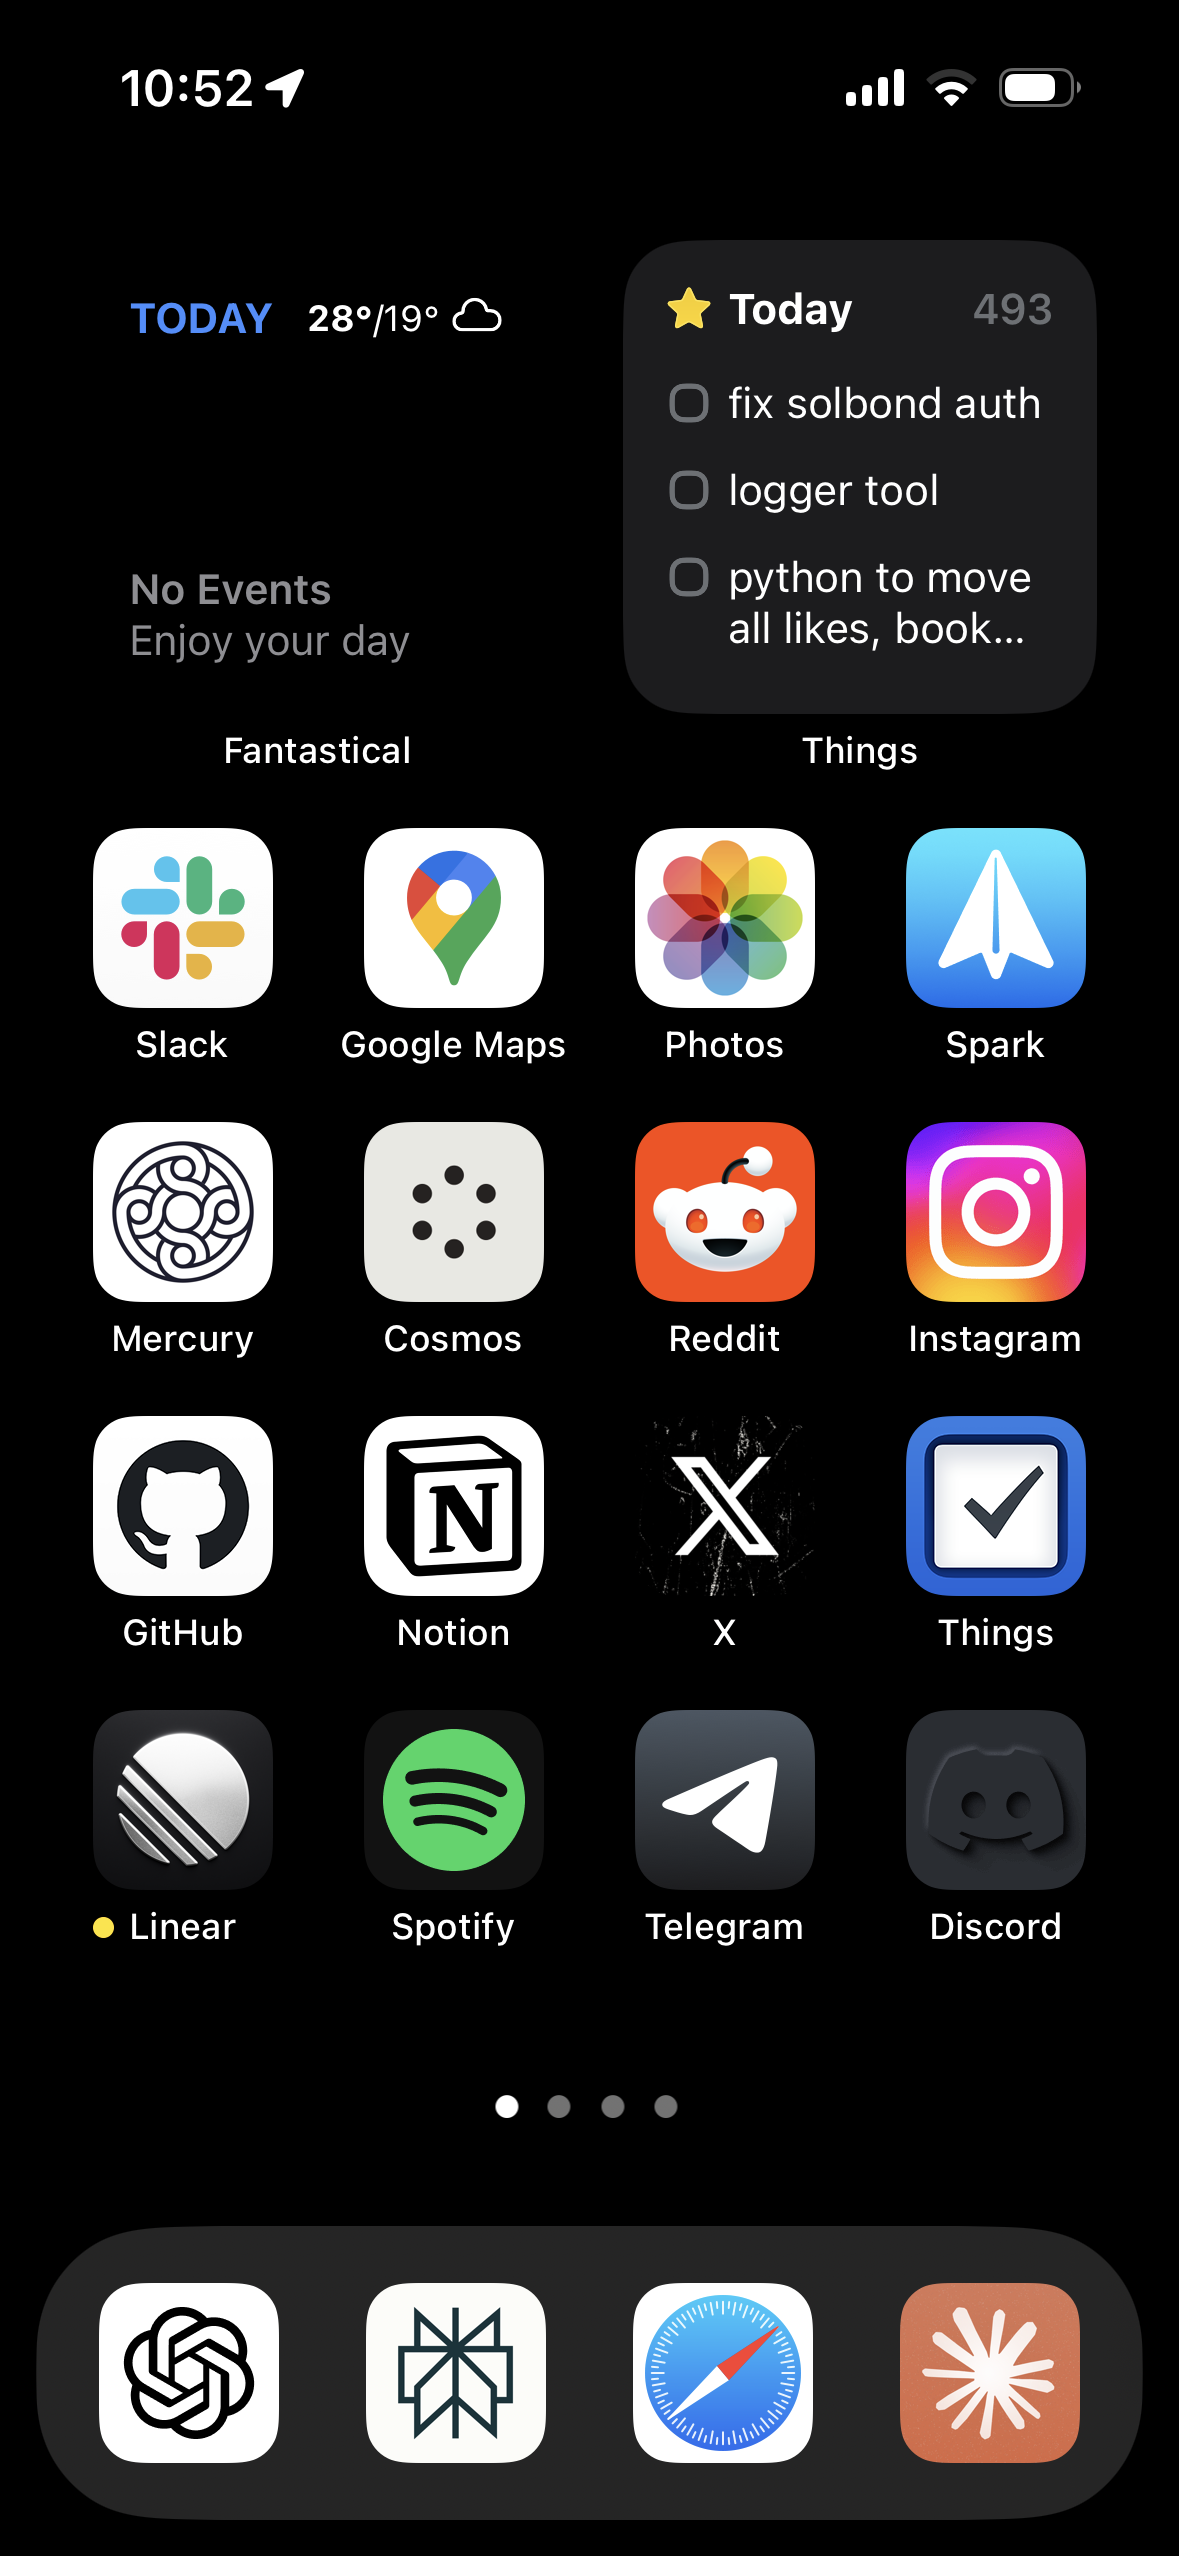 10:52
TODAY 28°/19°
No Events
Enjoy your day
Fantastical
Today 493
fix solbond auth
logger tool
python to move
all likes, book...
Things
Slack Google Maps Photos Spark
Mercury Cosmos Reddit Instagram
N
GitHub Notion X Things
Linear Spotify Telegram Discord